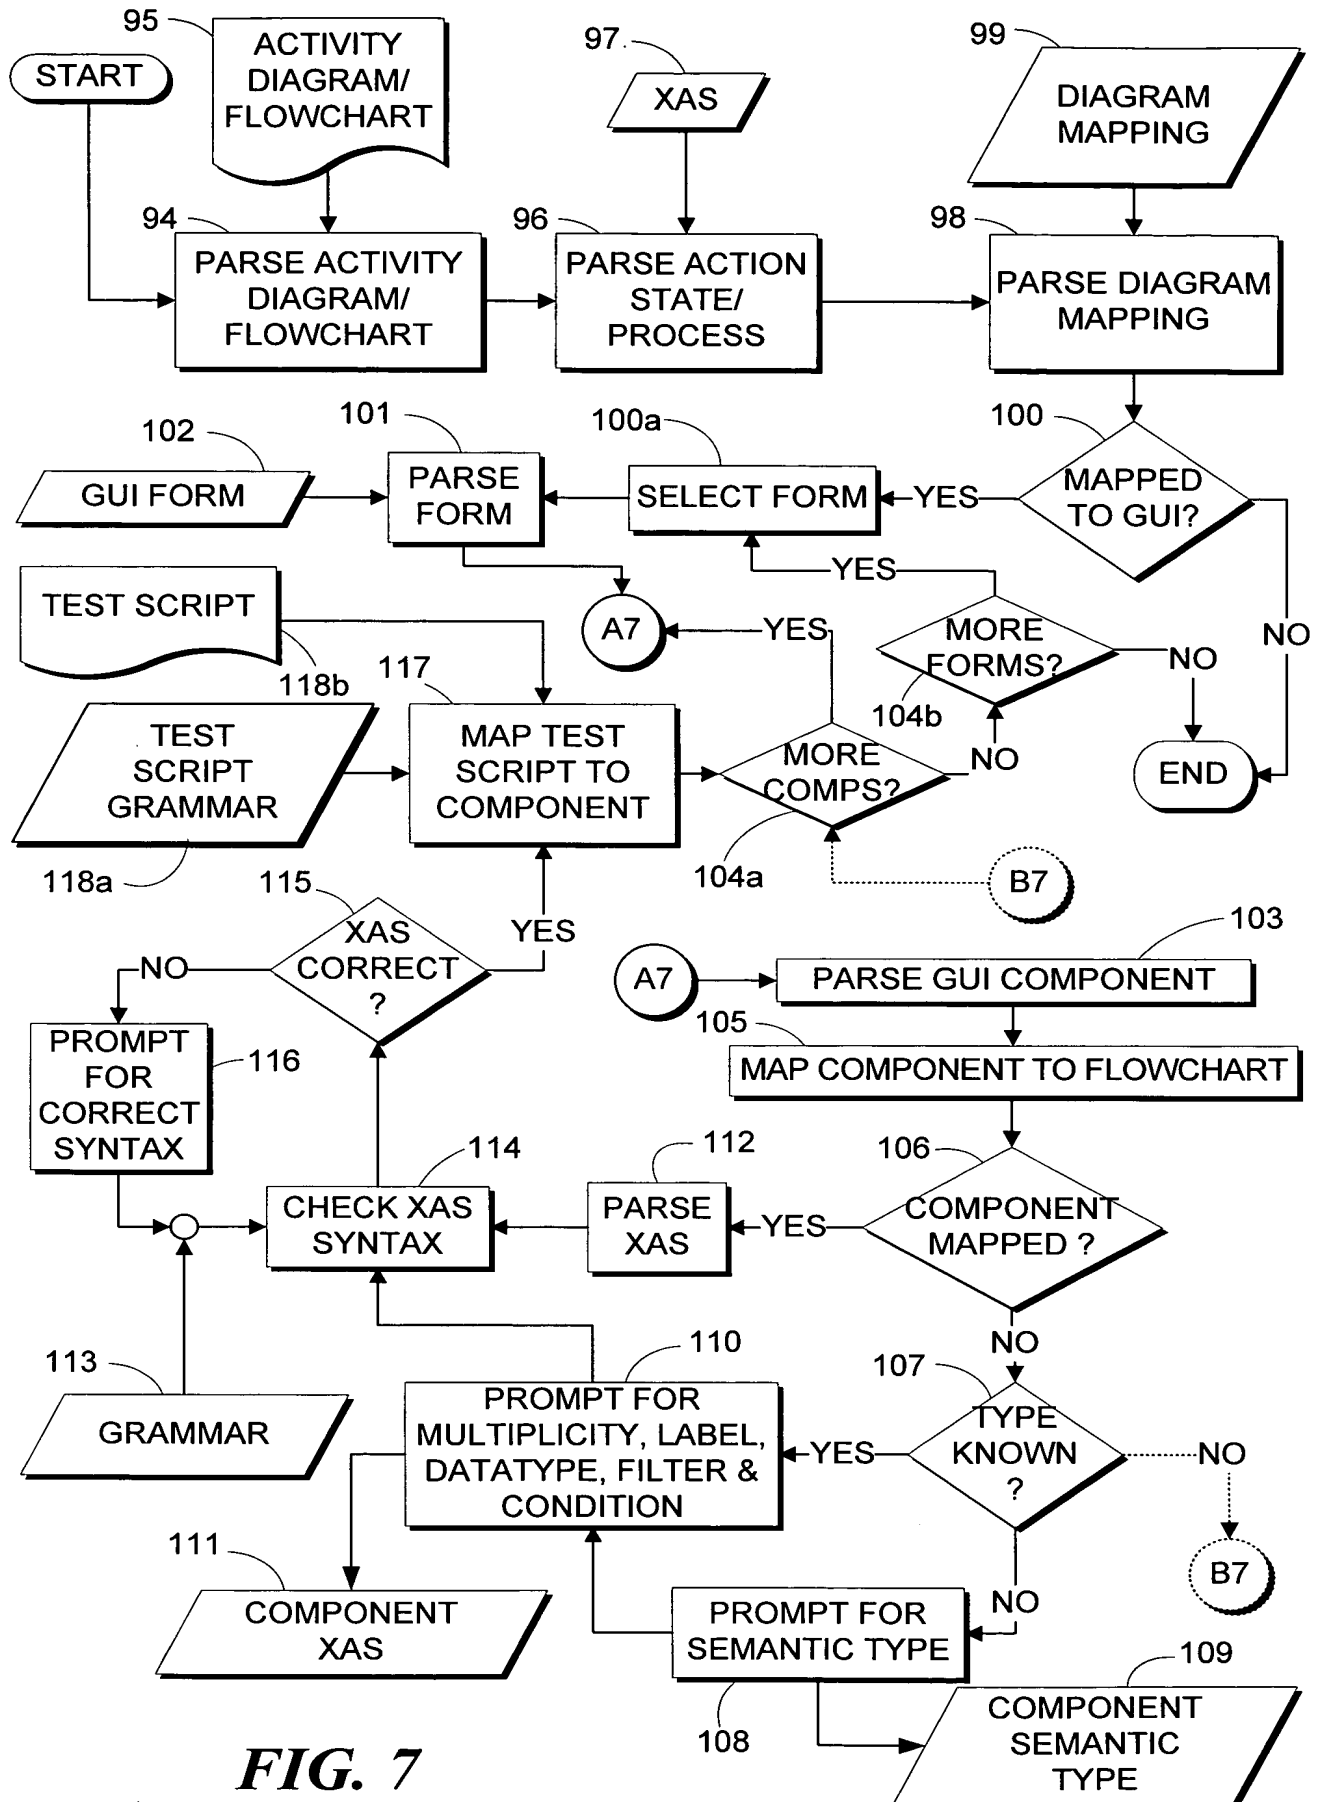 95
ACTIVITY
DIAGRAM/
FLOWCHART
START
97
XAS
99
DIAGRAM
MAPPING
94
PARSE ACTIVITY
DIAGRAM/
FLOWCHART
96
PARSE ACTION
STATE/
PROCESS
98
PARSE DIAGRAM
MAPPING
102
GUI FORM
101
PARSE
FORM
100a
SELECT FORM
YES
100
MAPPED
TO GUI?
NO
TEST SCRIPT
118b
A7
YES
YES
MORE
FORMS?
104b
NO
END
TEST
SCRIPT
GRAMMAR
118a
117
MAP TEST
SCRIPT TO
COMPONENT
MORE
COMPS?
104a
NO
B7
115
XAS
CORRECT
?
YES
NO
A7
103
PARSE GUI COMPONENT
105
MAP COMPONENT TO FLOWCHART
PROMPT
FOR
CORRECT
SYNTAX
116
114
CHECK XAS
SYNTAX
112
PARSE
XAS
YES
106
COMPONENT
MAPPED ?
NO
113
GRAMMAR
110
PROMPT FOR
MULTIPLICITY, LABEL,
DATATYPE, FILTER &
CONDITION
YES
107
TYPE
KNOWN
?
NO
B7
111
COMPONENT
XAS
PROMPT FOR
SEMANTIC TYPE
NO
108
109
COMPONENT
SEMANTIC
TYPE
FIG. 7